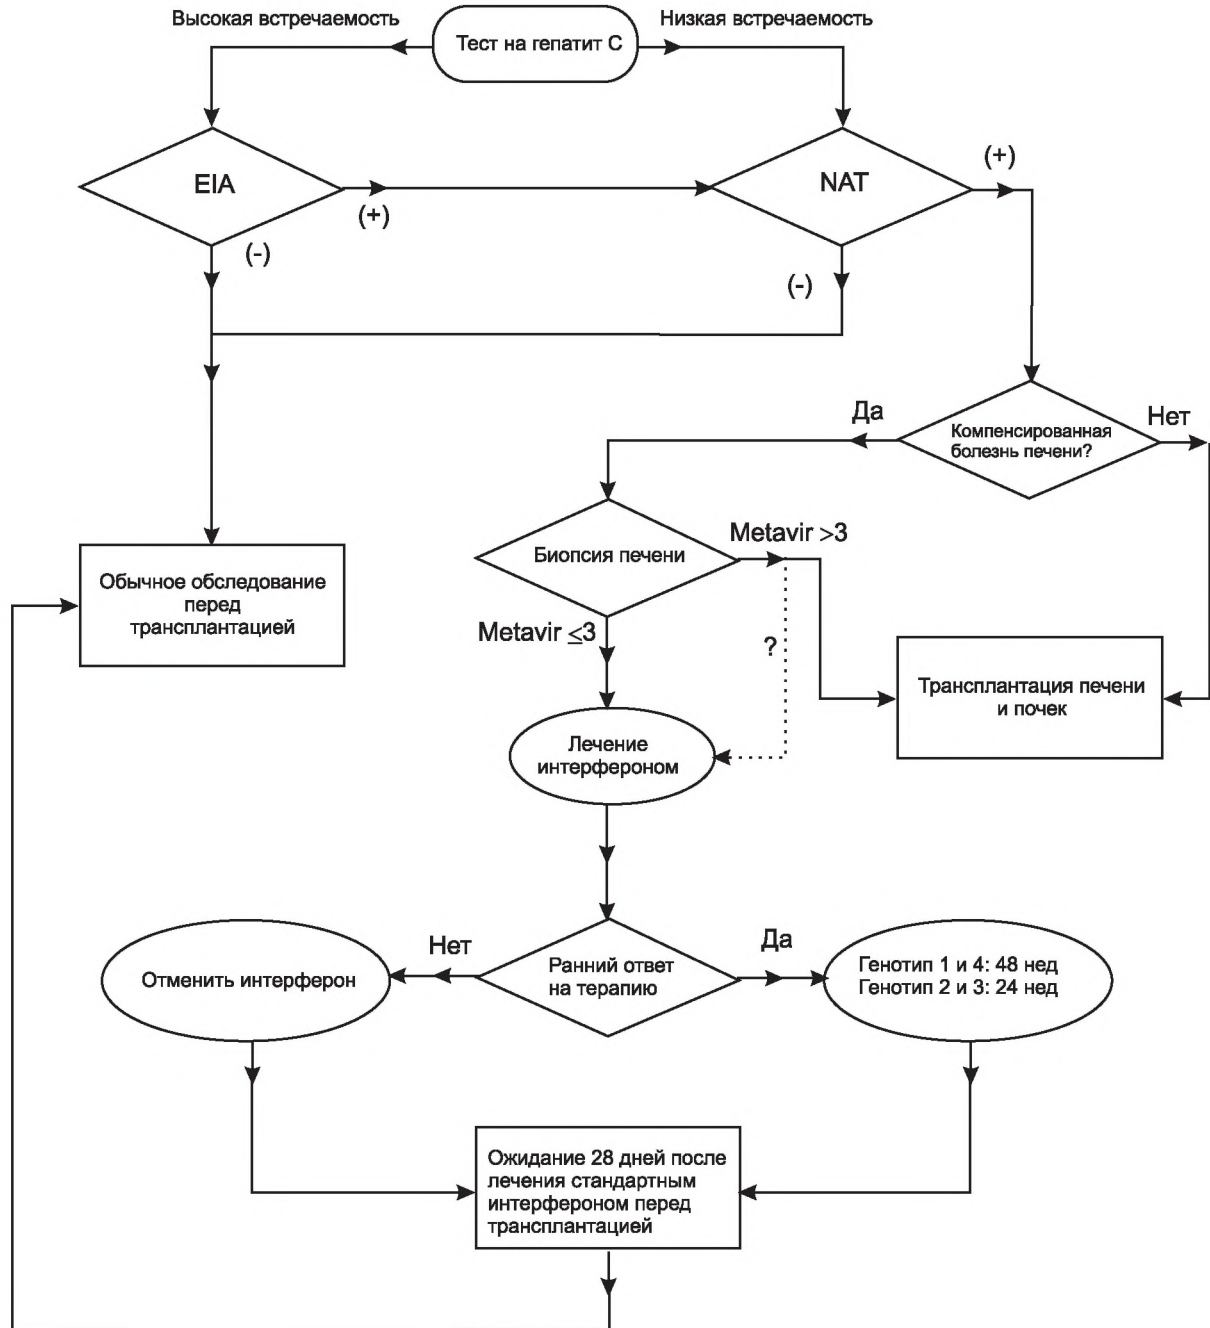 Высокая встречаемость
Тест на гепатит С
Низкая встречаемость
EIA
(+)
(-)
NAT
(+)
(-)
Да
Компенсированная
болезнь печени?
Нет
Обычное обследование
перед
трансплантацией
Биопсия печени
Metavir >3
Metavir ≤3
?
Трансплантация печени
и почек
Лечение
интерфероном
Отменить интерферон
Нет
Ранний ответ
на терапию
Да
Генотип 1 и 4: 48 нед
Генотип 2 и 3: 24 нед
Ожидание 28 дней после
лечения стандартным
интерфероном перед
трансплантацией